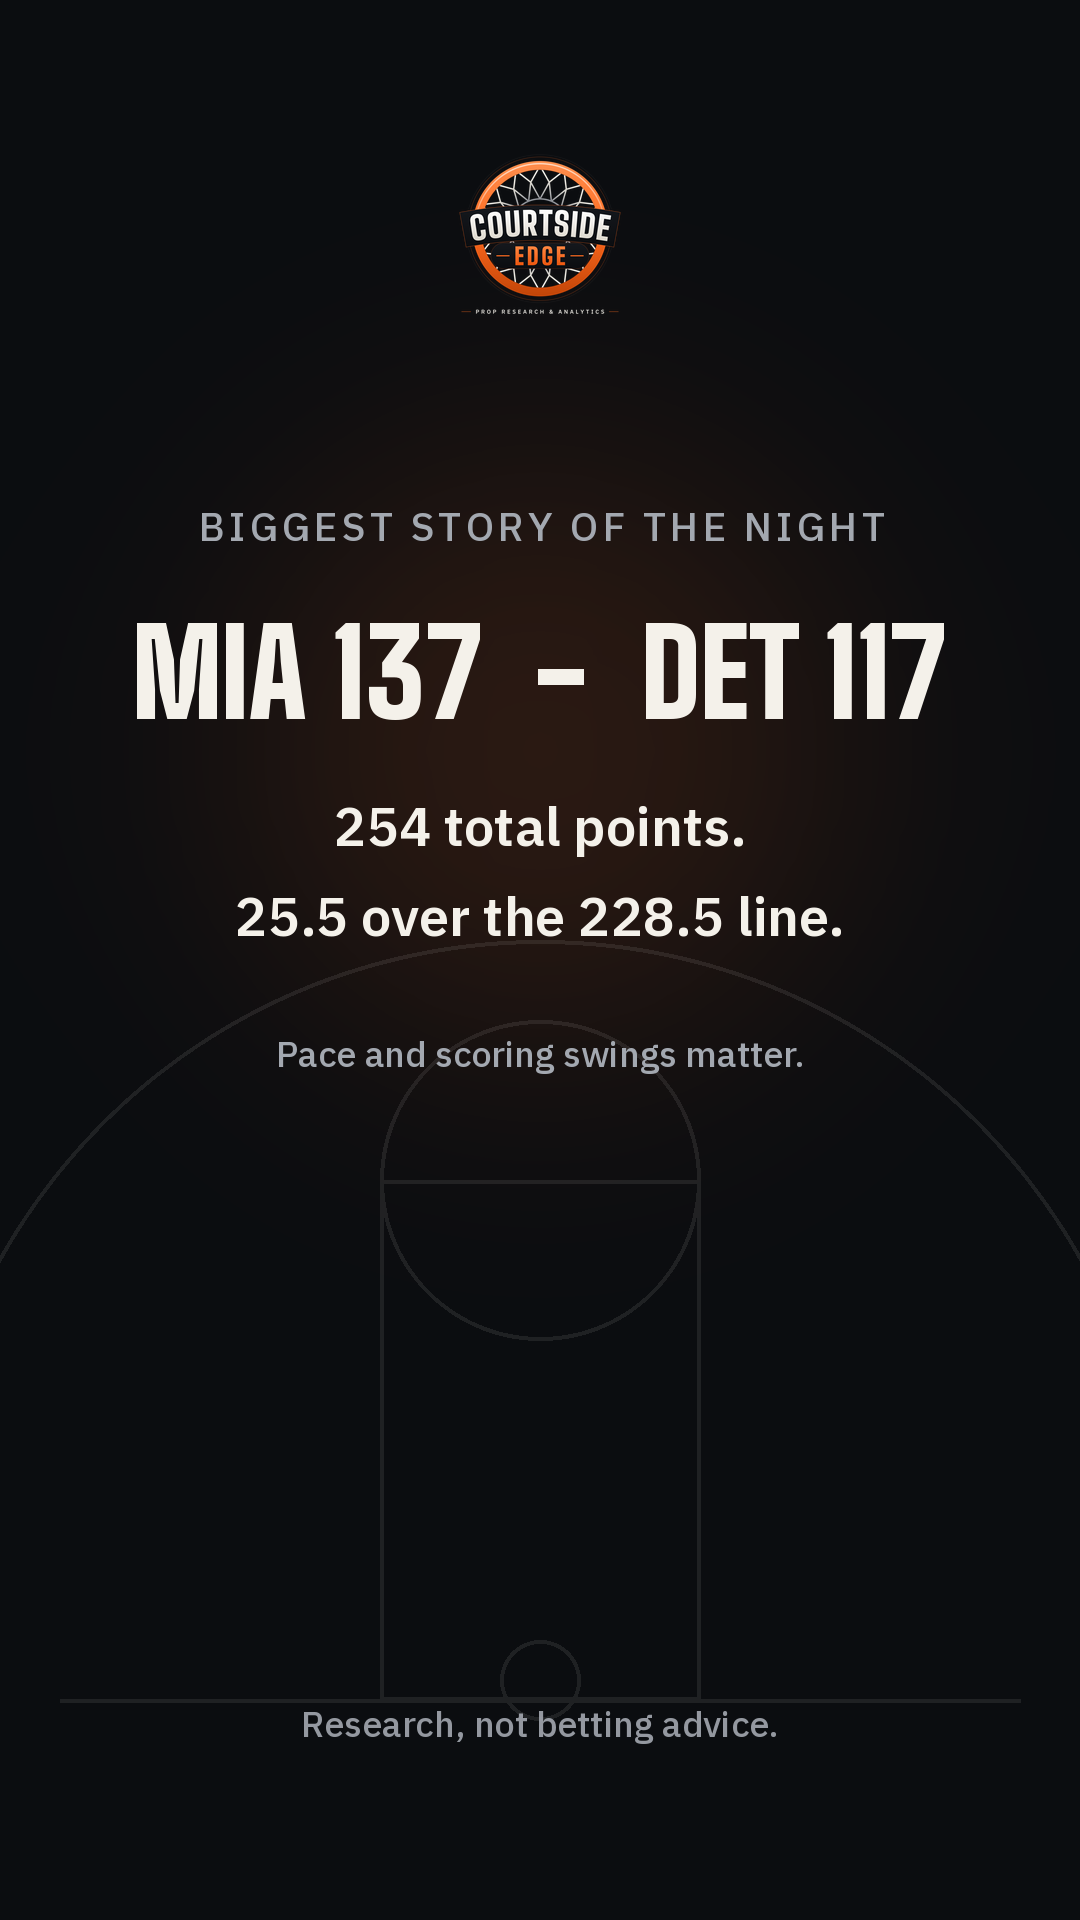 COURTSIDE
EDGE
PROP RESEARCH & ANALYTICS
BIGGEST STORY OF THE NIGHT
MIA 137 – DET 117
254 total points.
25.5 over the 228.5 line.
Pace and scoring swings matter.
Research, not betting advice.